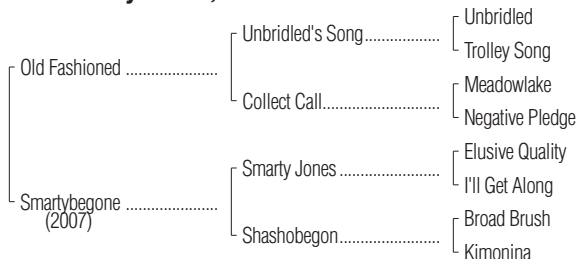 Unbridled
Unbridled's Song
Trolley Song
Old Fashioned
Meadowlake
Collect Call
Negative Pledge
Elusive Quality
Smarty Jones
I'll Get Along
Smartybegone
(2007)
Broad Brush
Shashobegon
Kimonina